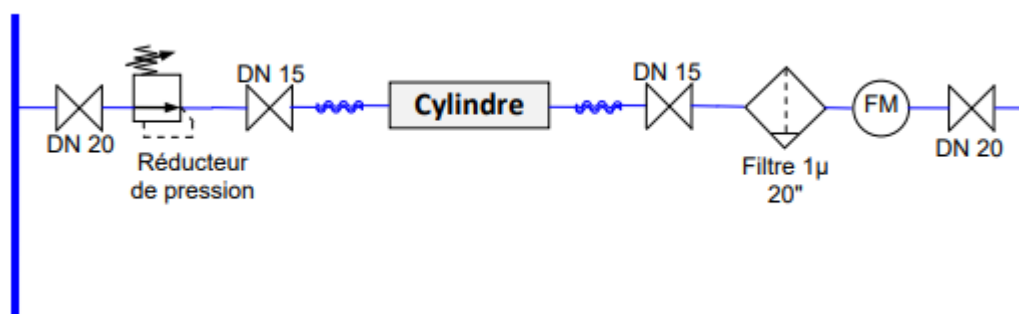 DN 20
Réducteur
de pression
DN 15
Cylindre
DN 15
Filtre 1µ
20"
FM
DN 20